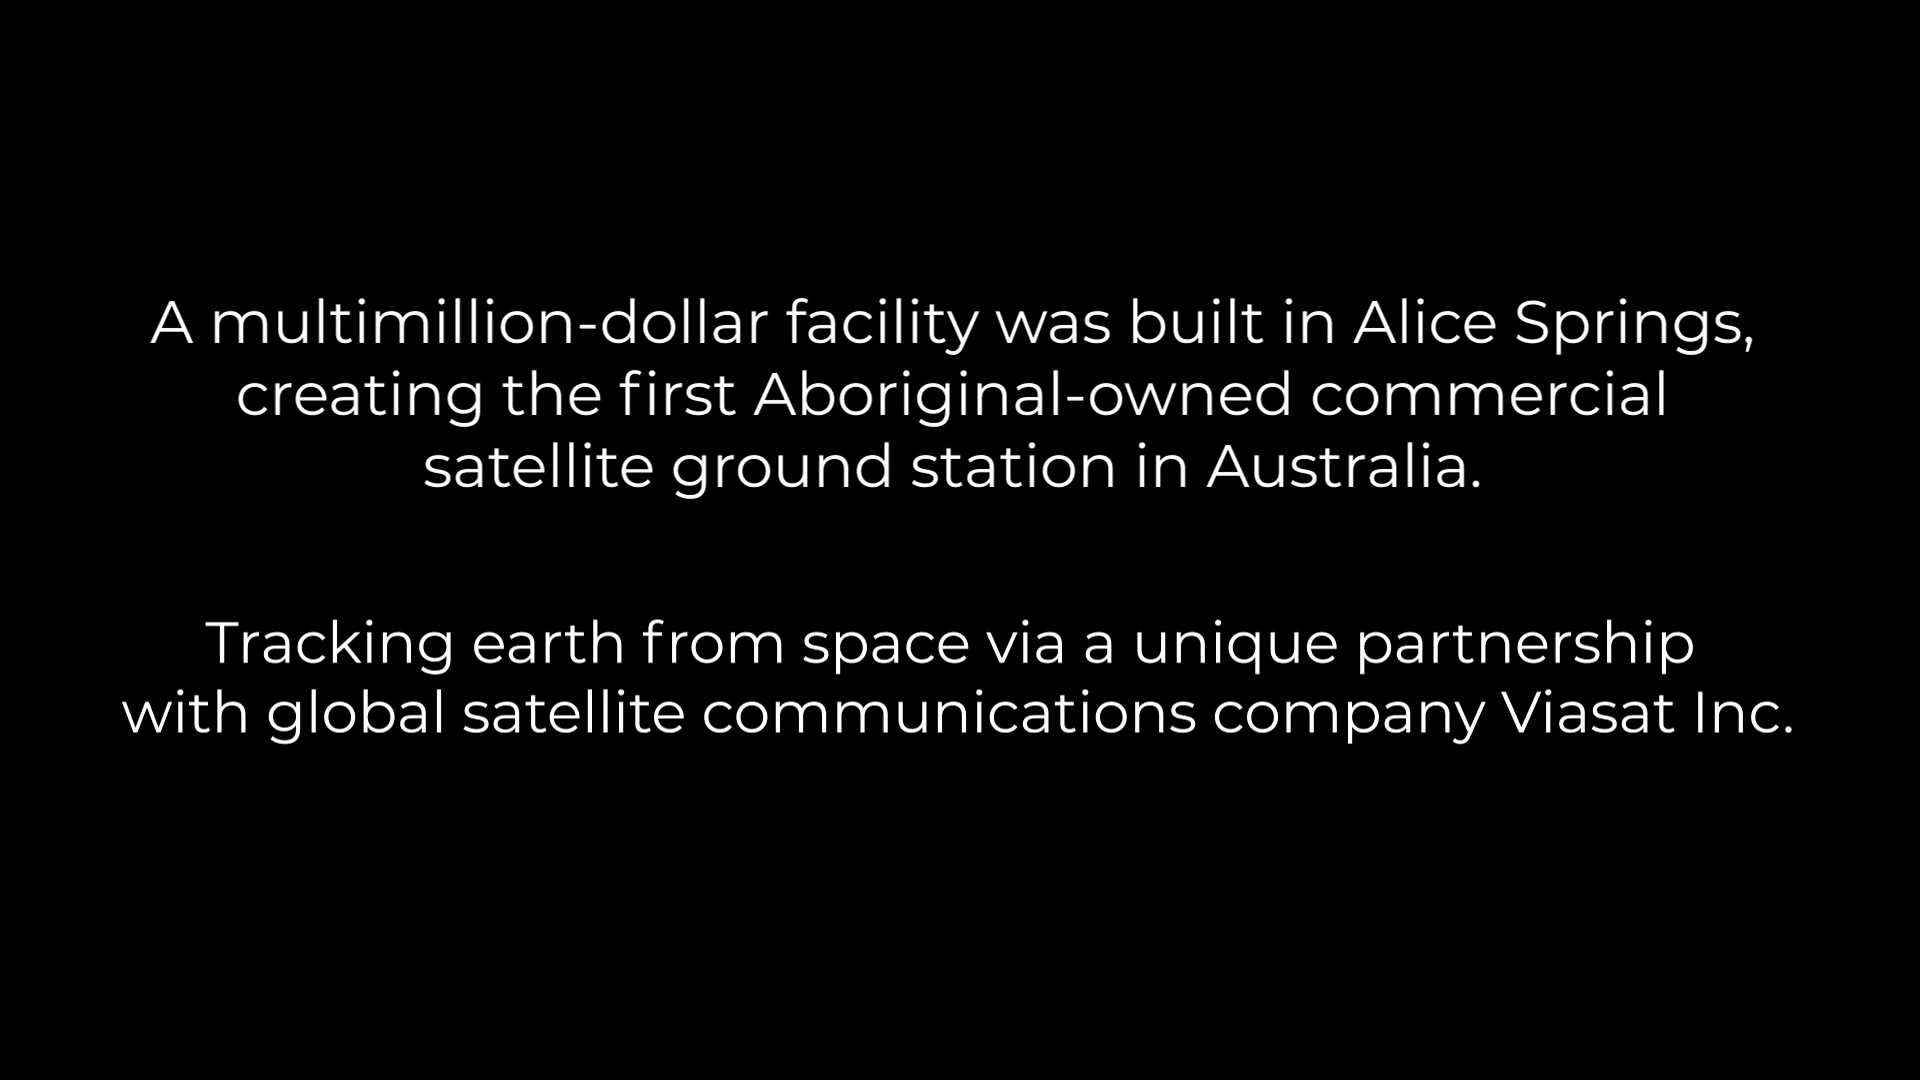 A multimillion-dollar facility was built in Alice Springs,
creating the first Aboriginal-owned commercial
satellite ground station in Australia.
Tracking earth from space via a unique partnership
with global satellite communications company Viasat Inc.